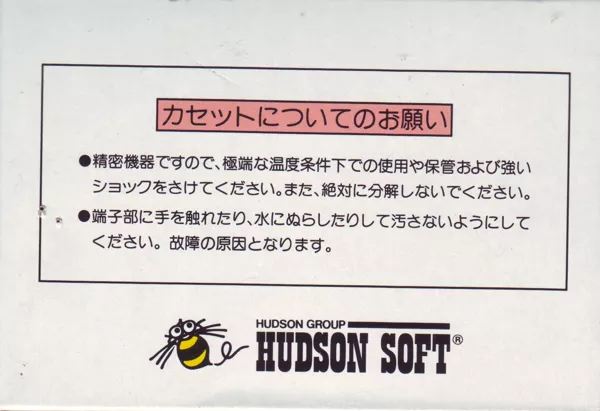 カセットについてのお願い
●精密機器ですので、極端な温度条件下での使用や保管および強い
ショックをさけてください。また、絶対に分解しないでください。
●端子部に手を触れたり、水にぬらしたりして汚さないようにして
ください。故障の原因となります。
HUDSON GROUP
HUDSON SOFT®